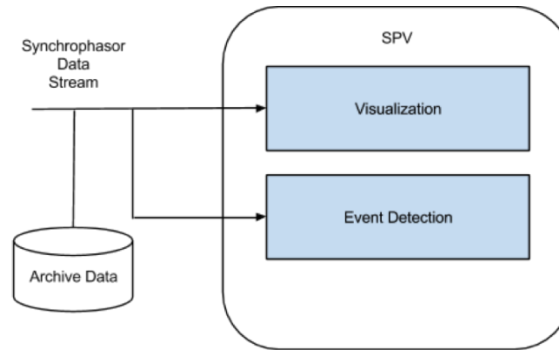 Synchrophasor
Data
Stream
SPV
Visualization
Event Detection
Archive Data